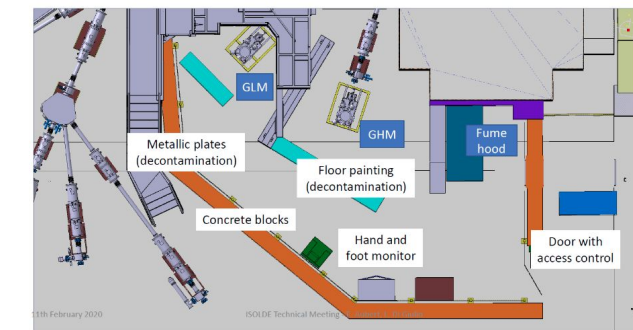 GLM
GHM
Fume
hood
Metallic plates
(decontamination)
Floor painting
(decontamination)
Concrete blocks
Hand and
foot monitor
Door with
access control
11th February 2020
ISOLDE Technical Meeting